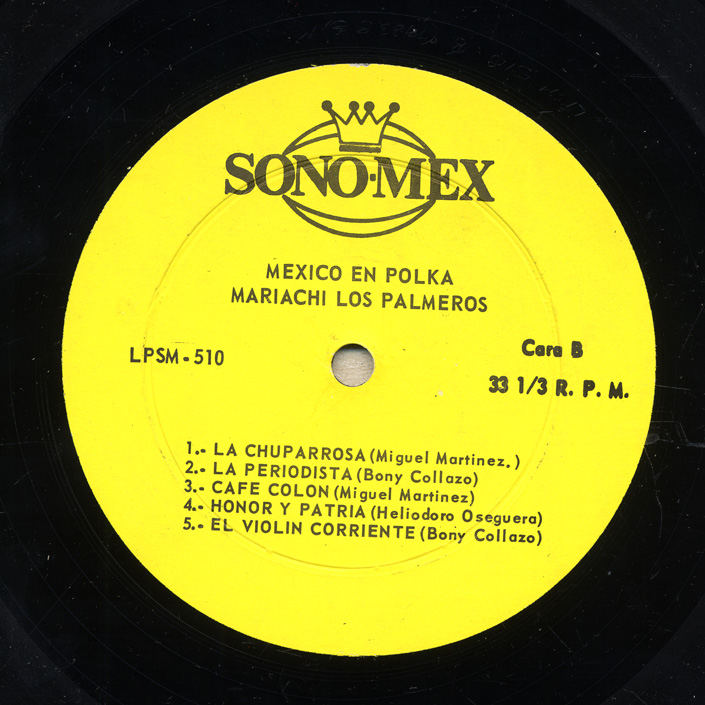 SONO·MEX
MEXICO EN POLKA
MARIACHI LOS PALMEROS
LPSM-510
Cara B
33 1/3 R. P. M.
1.- LA CHUPARROSA (Miguel Martinez.)
2.- LA PERIODISTA (Bony Collazo)
3.- CAFE COLON (Miguel Martinez)
4.- HONOR Y PATRIA (Heliodoro Oseguera)
5.- EL VIOLIN CORRIENTE (Bony Collazo)